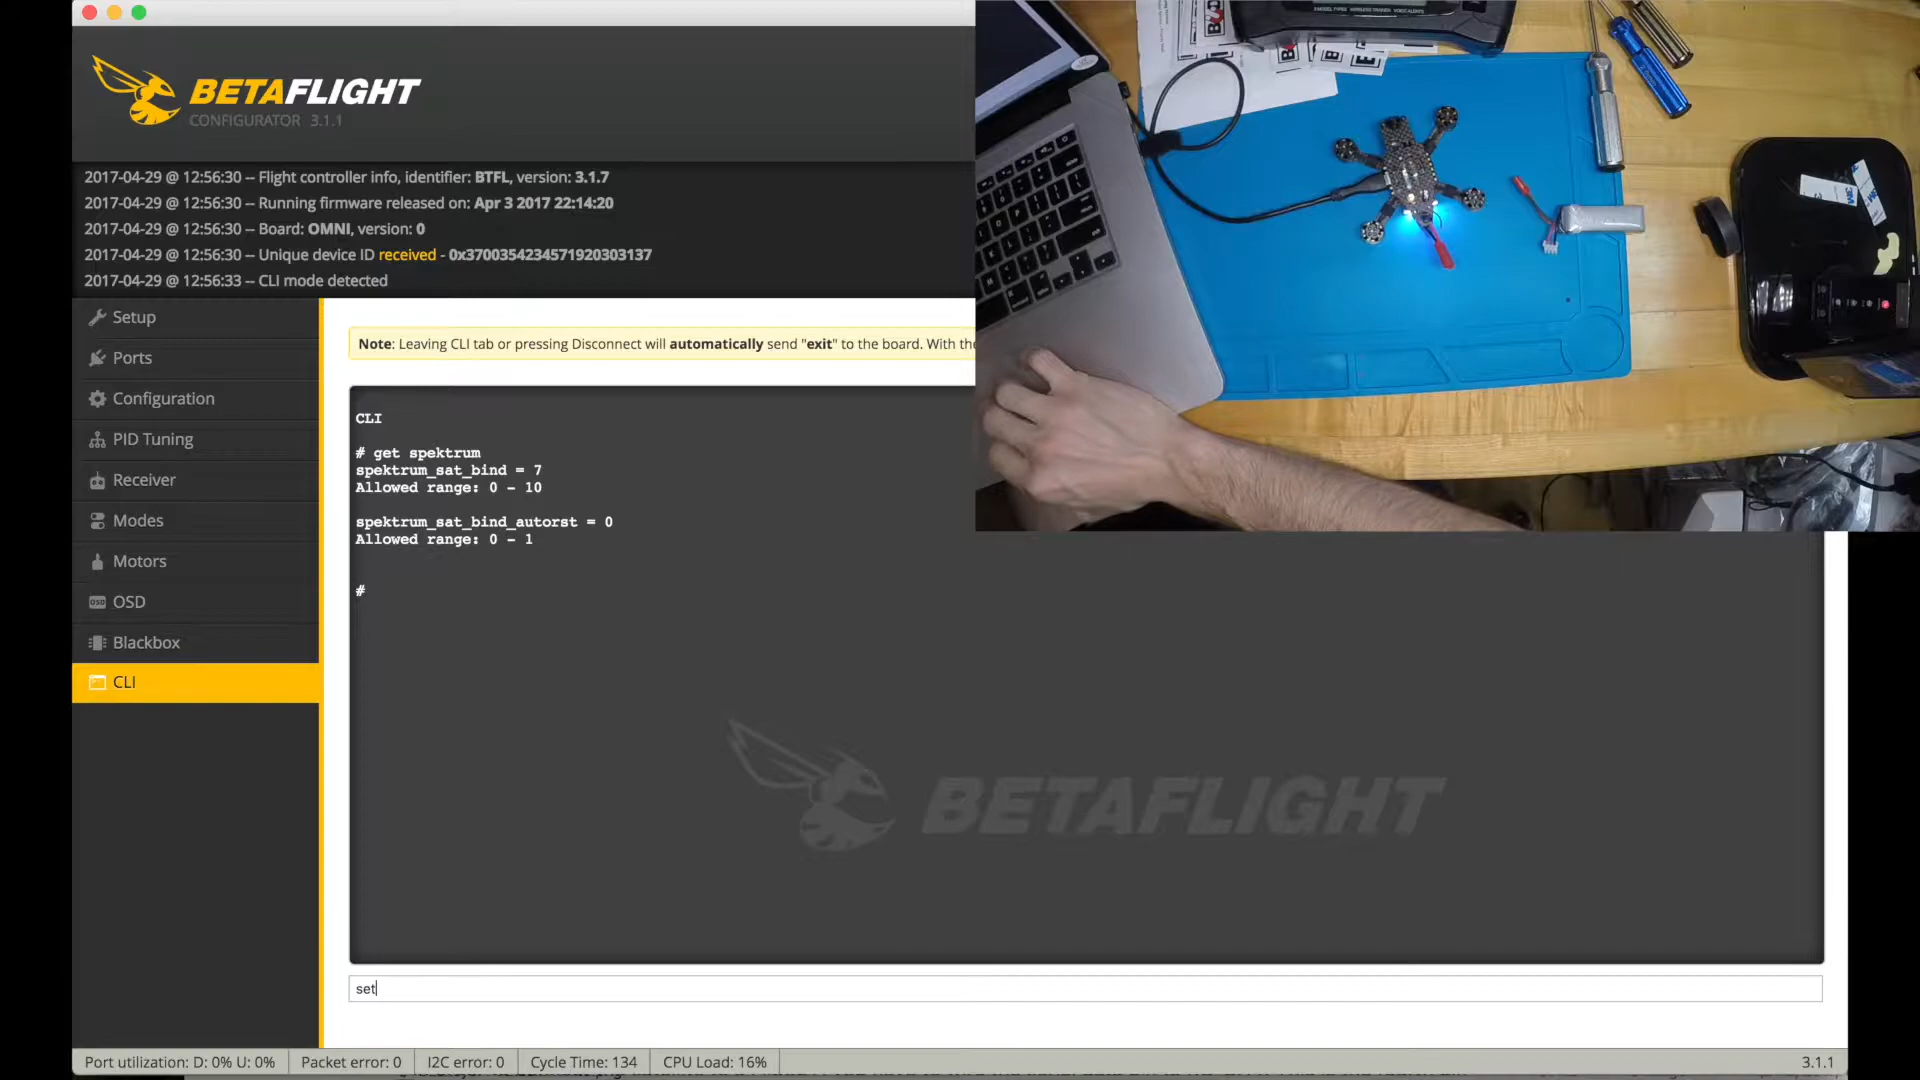 BETAFLIGHT
CONFIGURATOR 3.1.1
2017-04-29 @ 12:56:30 -- Flight controller info, identifier: BTFL, version: 3.1.7
2017-04-29 @ 12:56:30 -- Running firmware released on: Apr 3 2017 22:14:20
2017-04-29 @ 12:56:30 -- Board: OMNI, version: 0
2017-04-29 @ 12:56:30 -- Unique device ID received - 0x3700354234571920303137
2017-04-29 @ 12:56:33 -- CLI mode detected
Setup
Ports
Configuration
PID Tuning
Receiver
Modes
Motors
OSD
Blackbox
CLI
Note: Leaving CLI tab or pressing Disconnect will automatically send "exit" to the board. With the
CLI
# get spektrum
spektrum_sat_bind = 7
Allowed range: 0 - 10
spektrum_sat_bind_autorst = 0
Allowed range: 0 - 1
#
BETAFLIGHT
set
Port utilization: D: 0% U: 0%
Packet error: 0
I2C error: 0
Cycle Time: 134
CPU Load: 16%
3.1.1